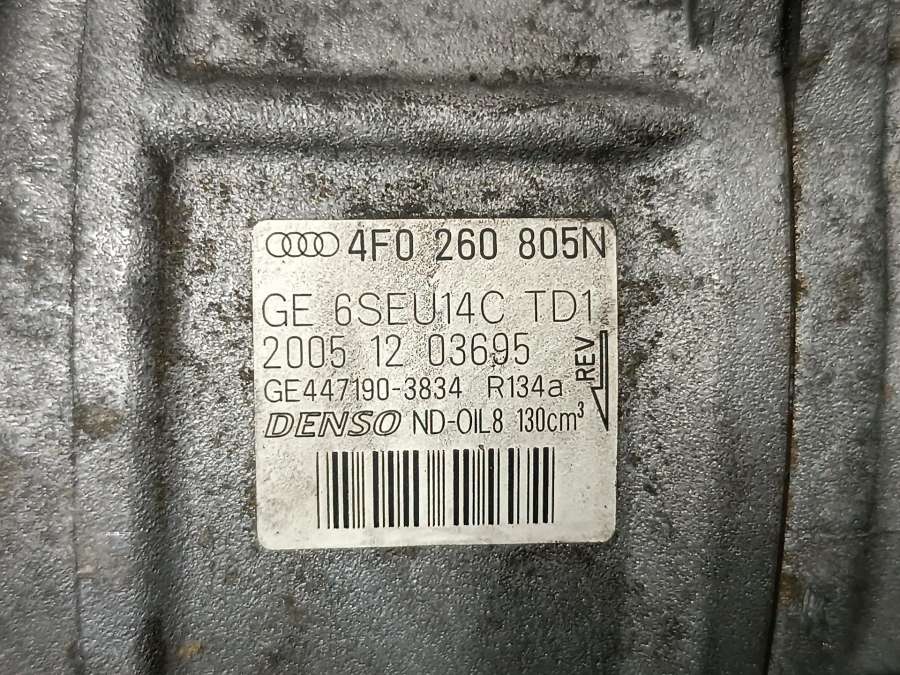 4F0 260 805N
GE 6SEU14C TD1
2005 12 03695
REV
GE447190-3834 R134a
DENSO ND-OIL8 130cm³